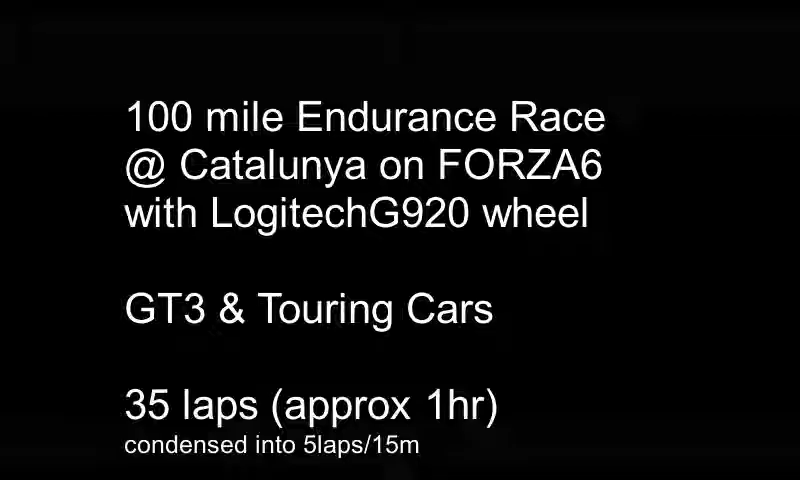 100 mile Endurance Race
@ Catalunya on FORZA6
with LogitechG920 wheel
GT3 & Touring Cars
35 laps (approx 1hr)
condensed into 5laps/15m